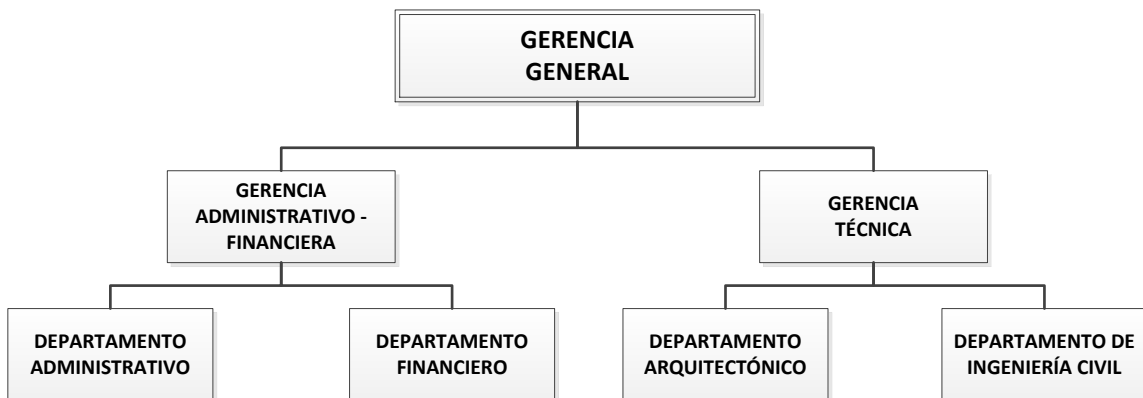 GERENCIA
GENERAL
GERENCIA
ADMINISTRATIVO -
FINANCIERA
GERENCIA
TÉCNICA
DEPARTAMENTO
ADMINISTRATIVO
DEPARTAMENTO
FINANCIERO
DEPARTAMENTO
ARQUITECTÓNICO
DEPARTAMENTO DE
INGENIERÍA CIVIL